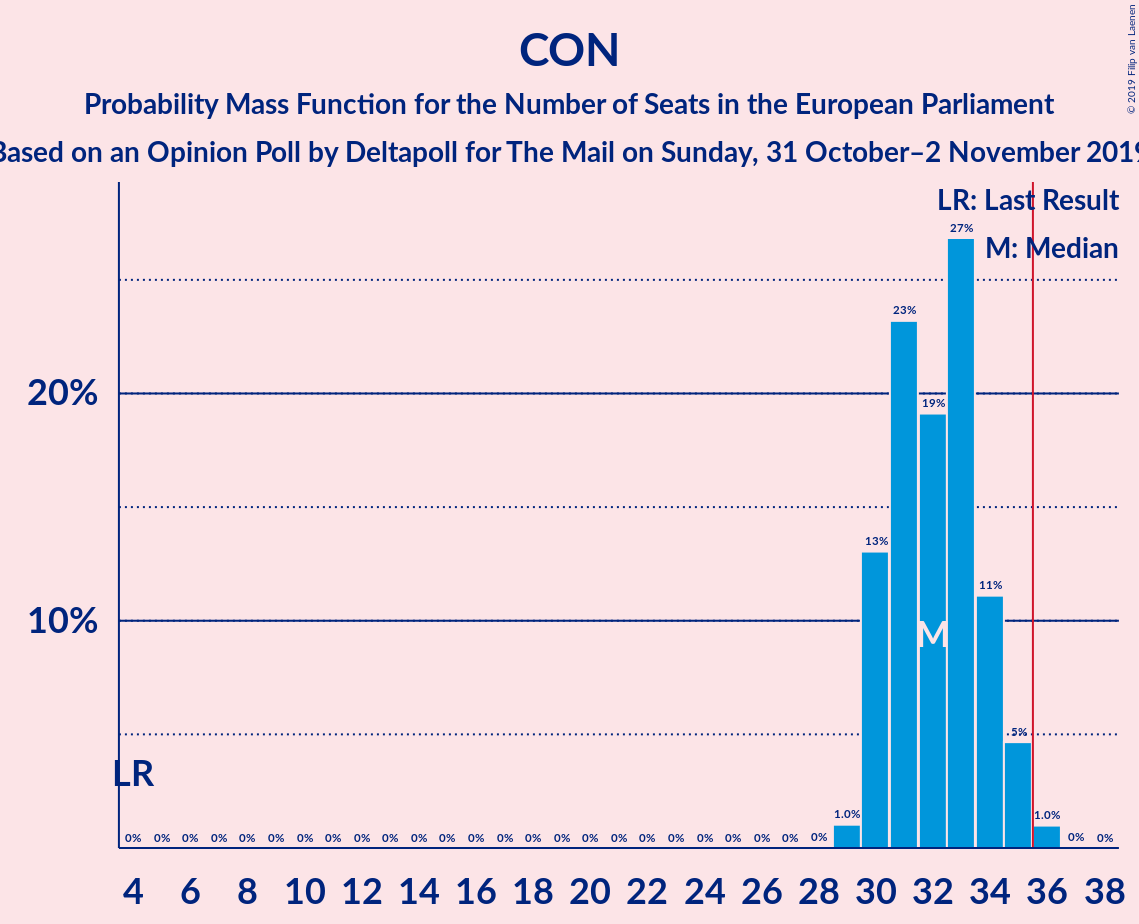 CON
Probability Mass Function for the Number of Seats in the European Parliament
Based on an Opinion Poll by Deltapoll for The Mail on Sunday, 31 October–2 November 2019
© 2019 Filip van Laenen
LR: Last Result
M: Median
27%
23%
20%
19%
13%
11%
10%
M
5%
LR
1.0% 1.0%
0% 0% 0% 0% 0% 0% 0% 0% 0% 0% 0% 0% 0% 0% 0% 0% 0% 0% 0% 0% 0% 0% 0% 0% 0% 0% 0%
4 6 8 10 12 14 16 18 20 22 24 26 28 30 32 34 36 38